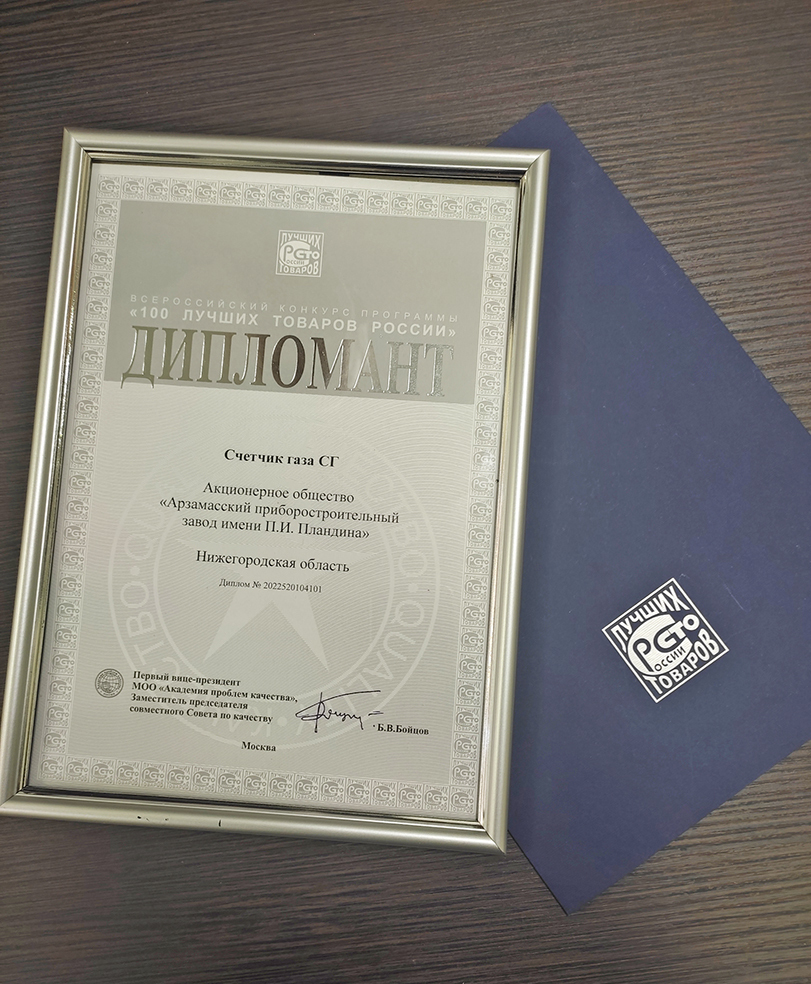 ЛУЧШИХ
РОССИИ
ТОВАРОВ
ВСЕРОССИЙСКИЙ КОНКУРС ПРОГРАММЫ
«100 ЛУЧШИХ ТОВАРОВ РОССИИ»
ДИПЛОМАНТ
Счетчик газа СГ
Акционерное общество
«Арзамасский приборостроительный
завод имени П.И. Пландина»
Нижегородская область
Диплом № 2022520104101
Первый вице-президент
МОО «Академия проблем качества»,
Заместитель председателя
совместного Совета по качеству
Б.В.Бойцов
Москва
ЛУЧШИХ
РОССИИ
ТОВАРОВ